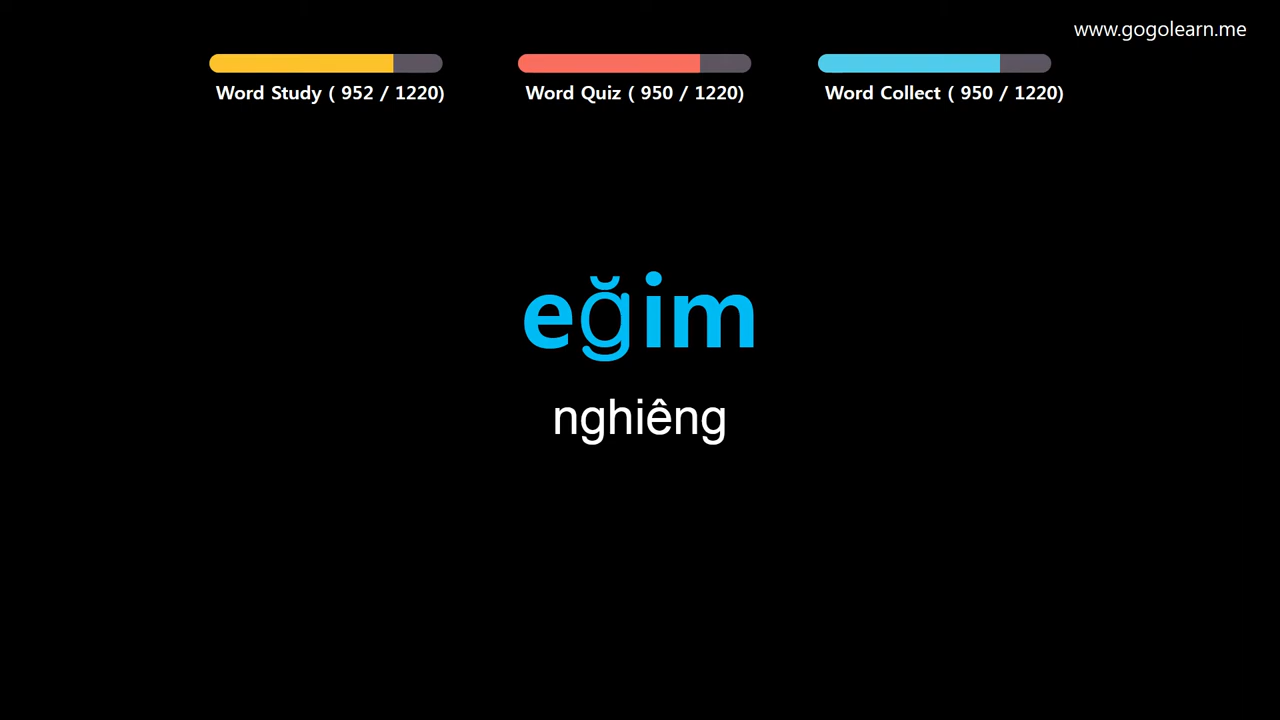 www.gogolearn.me
Word Study ( 952 / 1220)
Word Quiz ( 950 / 1220)
Word Collect ( 950 / 1220)
eğim
nghiêng